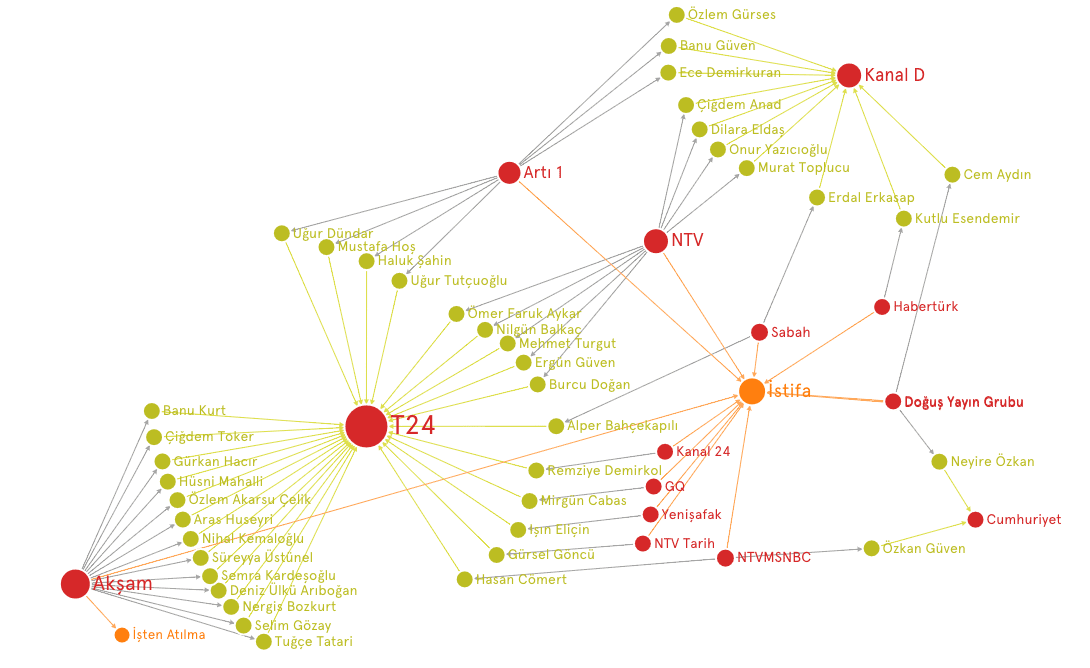 Özlem Gürses
Banu Güven
Ece Demirkuran
Kanal D
Çiğdem Anad
Dilara Eldaş
Onur Yazıcıoğlu
Murat Toplucu
Artı 1
Cem Aydın
Erdal Erkasap
Kutlu Esendemir
Uğur Dündar
NTV
Mustafa Hoş
Haluk Şahin
Uğur Tutçuoğlu
Habertürk
Ömer Faruk Aykar
Nilgün Balkaç
Sabah
Mehmet Turgut
Ergun Güven
Burcu Doğan
İstifa
Doğuş Yayın Grubu
Banu Kurt
T24
Alper Bahçekapılı
Çiğdem Toker
Kanal 24
Gürkan Hacır
Neyire Özkan
Remziye Demirkol
Hüsnü Mahalli
GQ
Özlem Akarsu Çelik
Mirgün Cabas
Aras Huseyri
Yenişafak
Cumhuriyet
Işın Eliçin
Nihal Kemaloğlu
NTV Tarih
Özkan Güven
Gürsel Göncü
Süreyya Üstünel
NTVMSNBC
Semra Kardeşoğlu
Hasan Cömert
Akşam
Deniz Ülkü Arıboğan
Nergis Bozkurt
Selim Gözay
İşten Atılma
Tuğçe Tatari